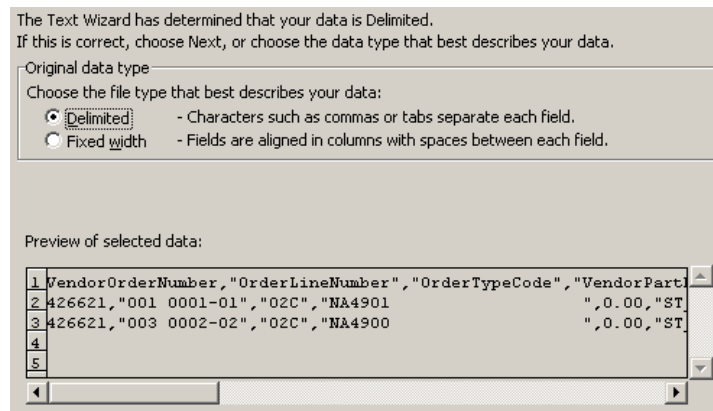 The Text Wizard has determined that your data is Delimited.
If this is correct, choose Next, or choose the data type that best describes your data.
Original data type
Choose the file type that best describes your data:
Delimited - Characters such as commas or tabs separate each field.
Fixed width - Fields are aligned in columns with spaces between each field.
Preview of selected data:
1 VendorOrderNumber,"OrderLineNumber","OrderTypeCode","VendorPart
2 426621,"001 0001-01","02C","NA4901 ",0.00,"ST
3 426621,"003 0002-02","02C","NA4900 ",0.00,"ST
4
5